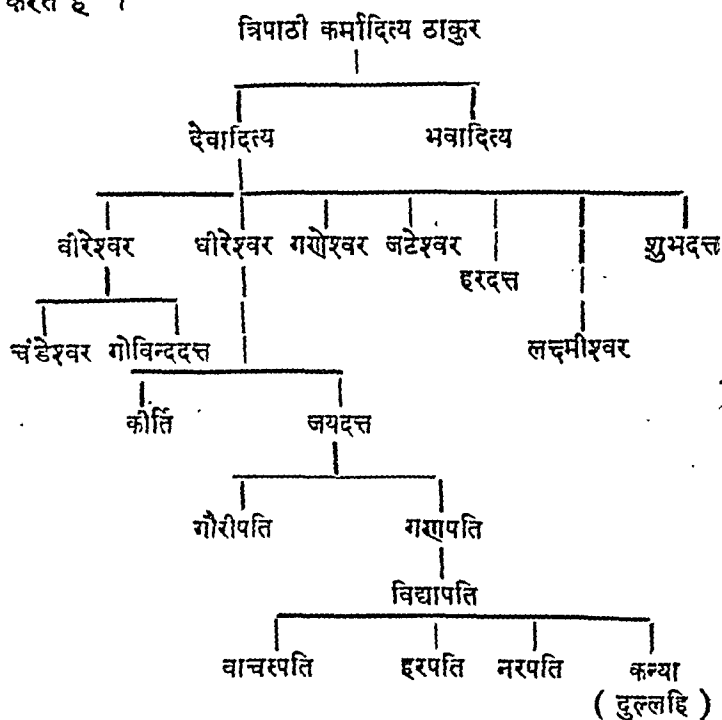 करते हैं ।
त्रिपाठी कर्मादित्य ठाकुर
देवादित्य भवादित्य
वीरेश्वर धीरेश्वर गणेश्वर जटेश्वर हरदत्त लक्ष्मीश्वर शुभदत्त
चंडेश्वर गोविन्ददत्त
कीर्ति जयदत्त
गौरीपति गणपति
विद्यापति
वाचस्पति हरपति नरपति कन्या
( दुल्लहि )